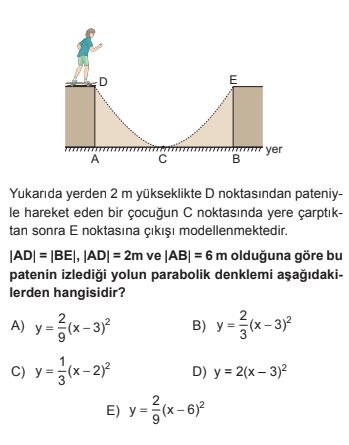 D
E
yer
A
C
B
Yukarıda yerden 2 m yükseklikte D noktasından pateniy-
le hareket eden bir çocuğun C noktasında yere çarptık-
tan sonra E noktasına çıkışı modellenmektedir.
|AD| = |BE|, |AD| = 2m ve |AB| = 6 m olduğuna göre bu
patenin izlediği yolun parabolik denklemi aşağıdaki-
lerden hangisidir?
A) y = 2/9 (x – 3)²
B) y = 2/3 (x – 3)²
C) y = 1/3 (x – 2)²
D) y = 2(x – 3)²
E) y = 2/9 (x – 6)²